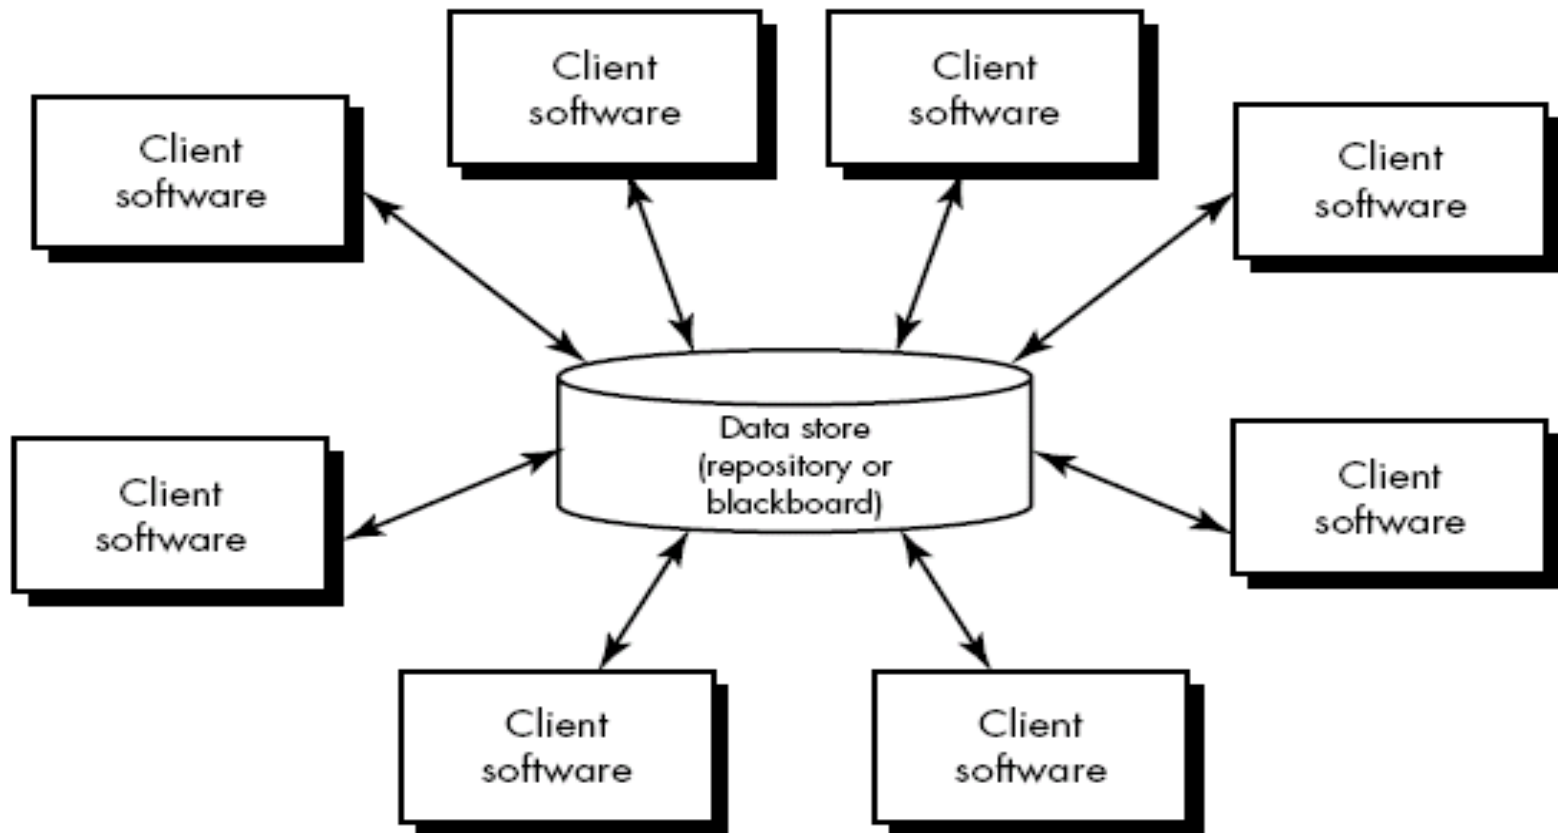 Client
software
Client
software
Client
software
Client
software
Data store
(repository or
blackboard)
Client
software
Client
software
Client
software
Client
software